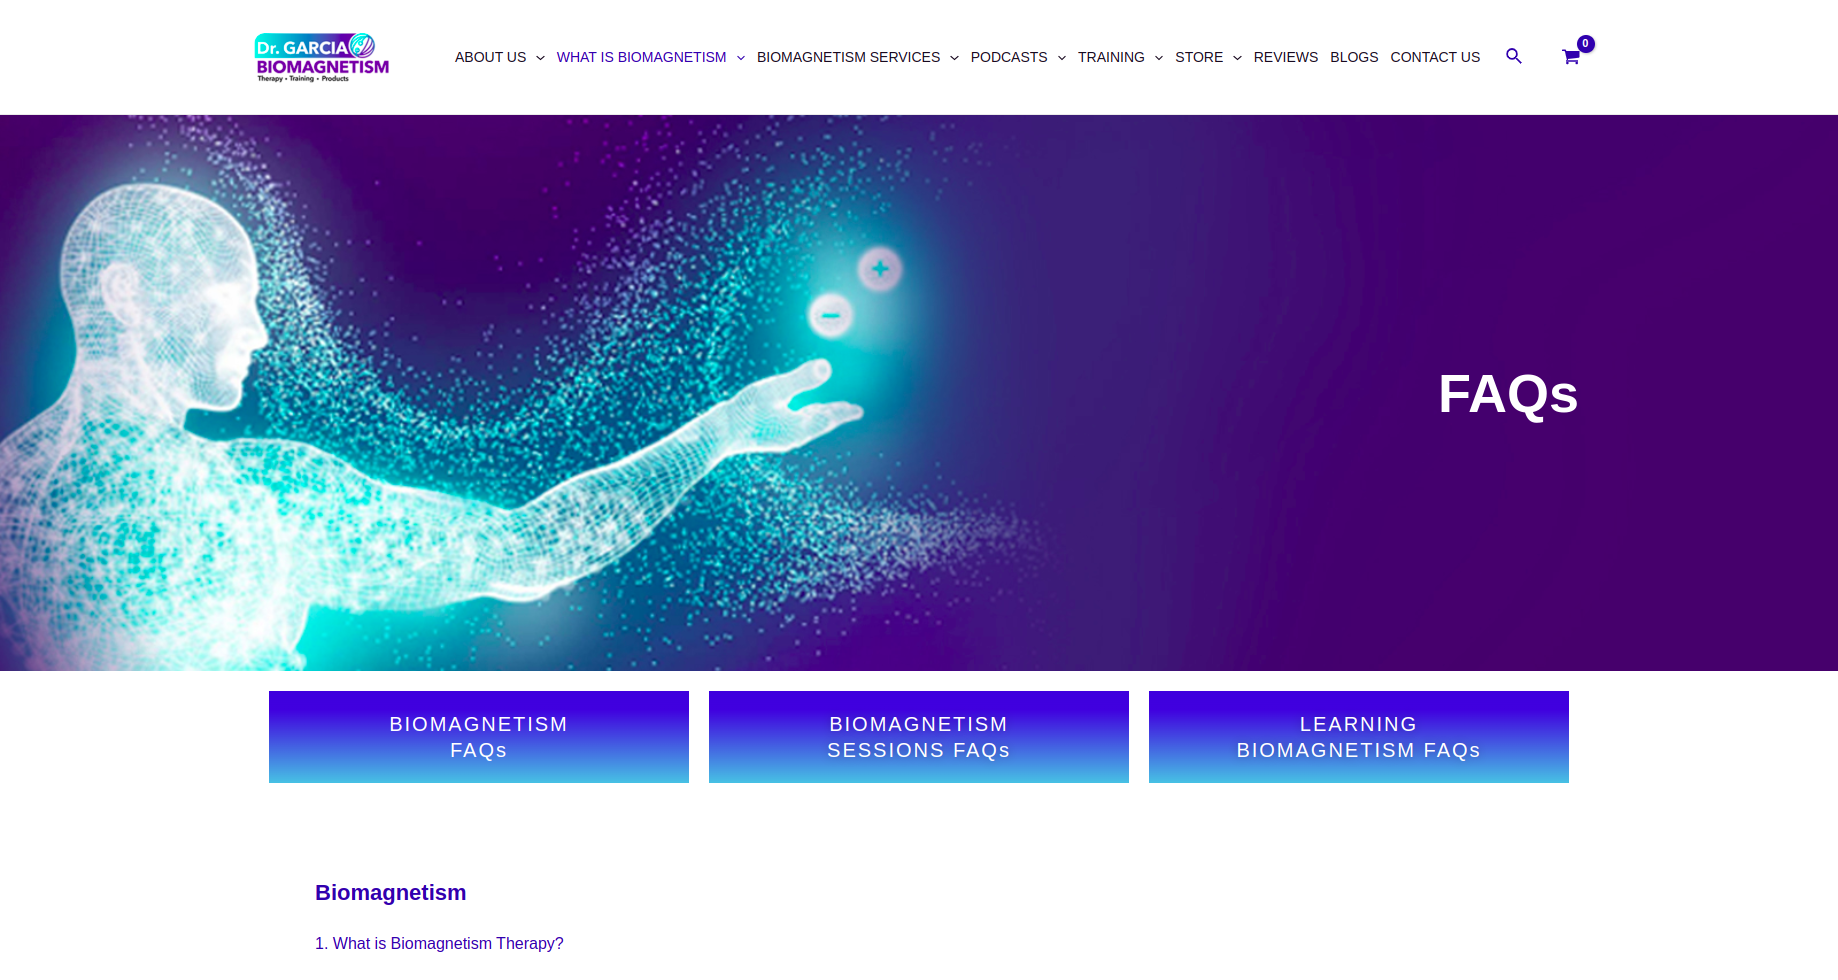 Dr. GARCIA
BIOMAGNETISM
Therapy • Training • Products
ABOUT US WHAT IS BIOMAGNETISM BIOMAGNETISM SERVICES PODCASTS TRAINING STORE REVIEWS BLOGS CONTACT US 0
+
−
FAQs
BIOMAGNETISM
FAQs
BIOMAGNETISM
SESSIONS FAQs
LEARNING
BIOMAGNETISM FAQs
Biomagnetism
1. What is Biomagnetism Therapy?